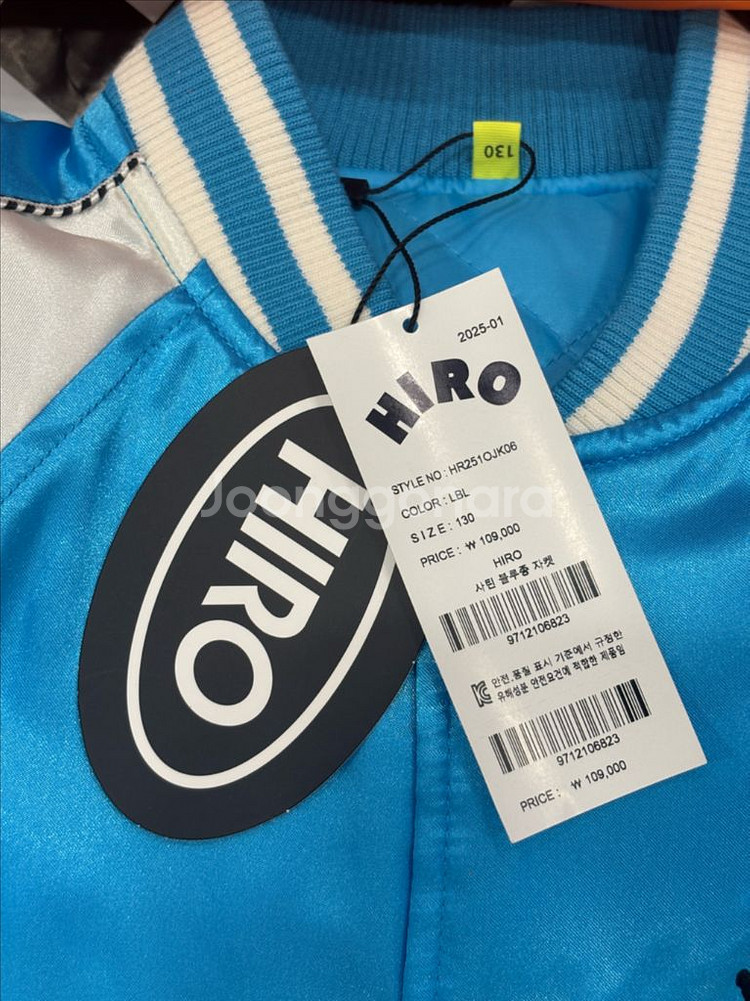 130
2025-01
HIRO
STYLE NO : HR251OJK06
COLOR : LBL
SIZE : 130
PRICE : ₩ 109,000
HIRO
사틴 블루종 자켓
9712106823
안전.품질 표시 기준에서 규정한
유해성분 안전요건에 적합한 제품임
9712106823
PRICE : ₩ 109,000
HIRO
Joonggonara